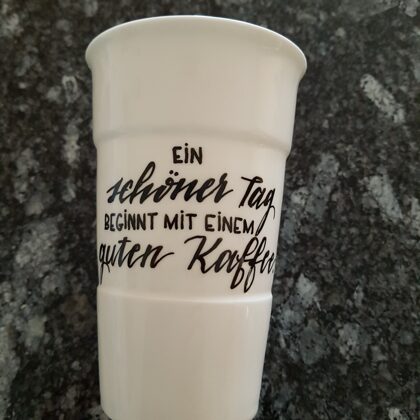 EIN
schöner Tag
BEGINNT MIT EINEM
guten Kaffee